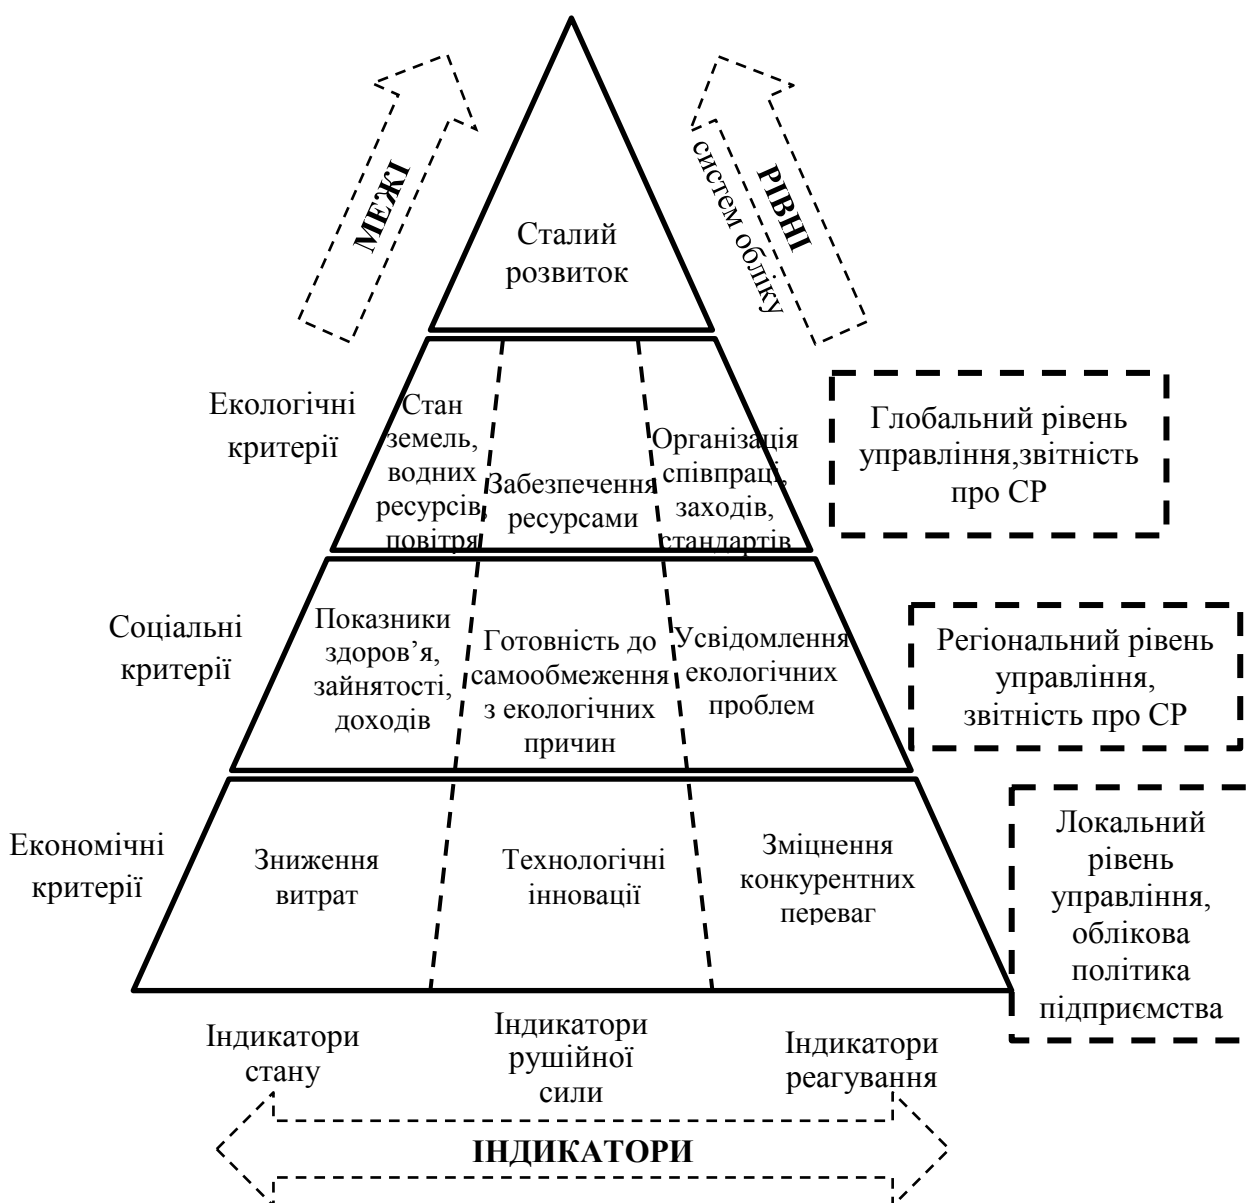 МЕЖІ
РІВНІ
систем обліку
Сталий
розвиток
Екологічні
критерії
Стан
земель,
водних
ресурсів,
повітря
Забезпечення
ресурсами
Організація
співпраці,
заходів,
стандартів
Глобальний рівень
управління,звітність
про СР
Соціальні
критерії
Показники
здоров’я,
зайнятості,
доходів
Готовність до
самообмеження
з екологічних
причин
Усвідомлення
екологічних
проблем
Регіональний рівень
управління,
звітність про СР
Економічні
критерії
Зниження
витрат
Технологічні
інновації
Зміцнення
конкурентних
переваг
Локальний
рівень
управління,
облікова
політика
підприємства
Індикатори
стану
Індикатори
рушійної
сили
Індикатори
реагування
ІНДИКАТОРИ